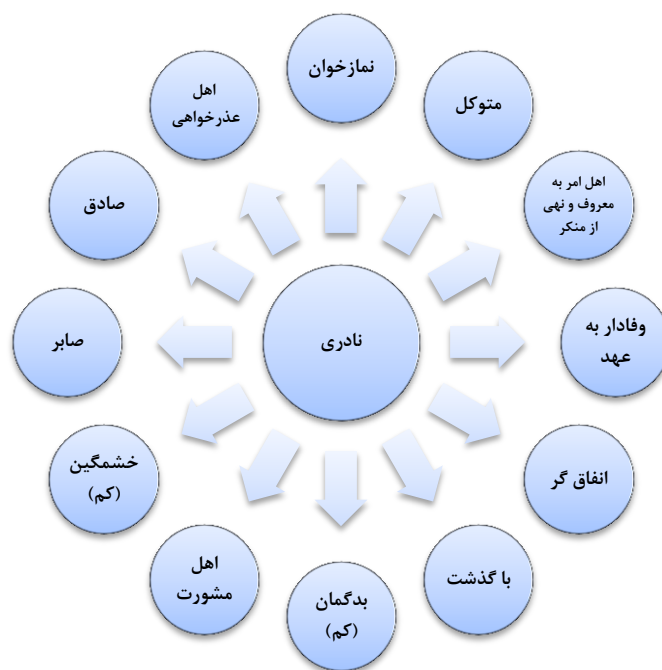 نمازخوان
متوکل
اهل امر به
معروف و نهی
از منکر
وفادار به
عهد
انفاق گر
با گذشت
بدگمان
(کم)
اهل
مشورت
خشمگین
(کم)
صابر
صادق
اهل
عذرخواهی
نادری